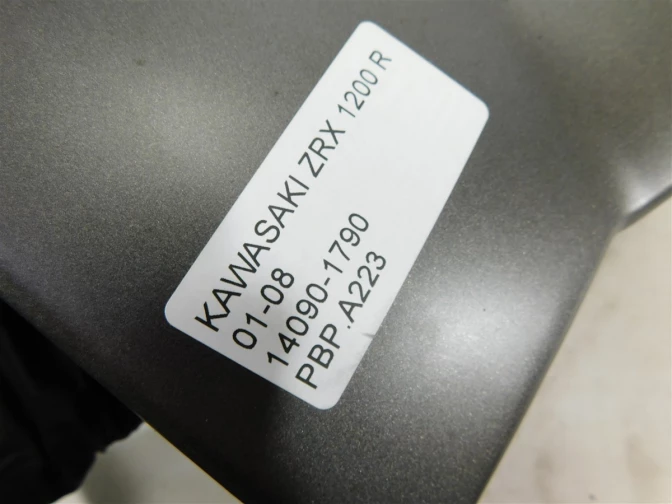 KAWASAKI ZRX 1200 R
01-08
14090-1790
PBP.A223